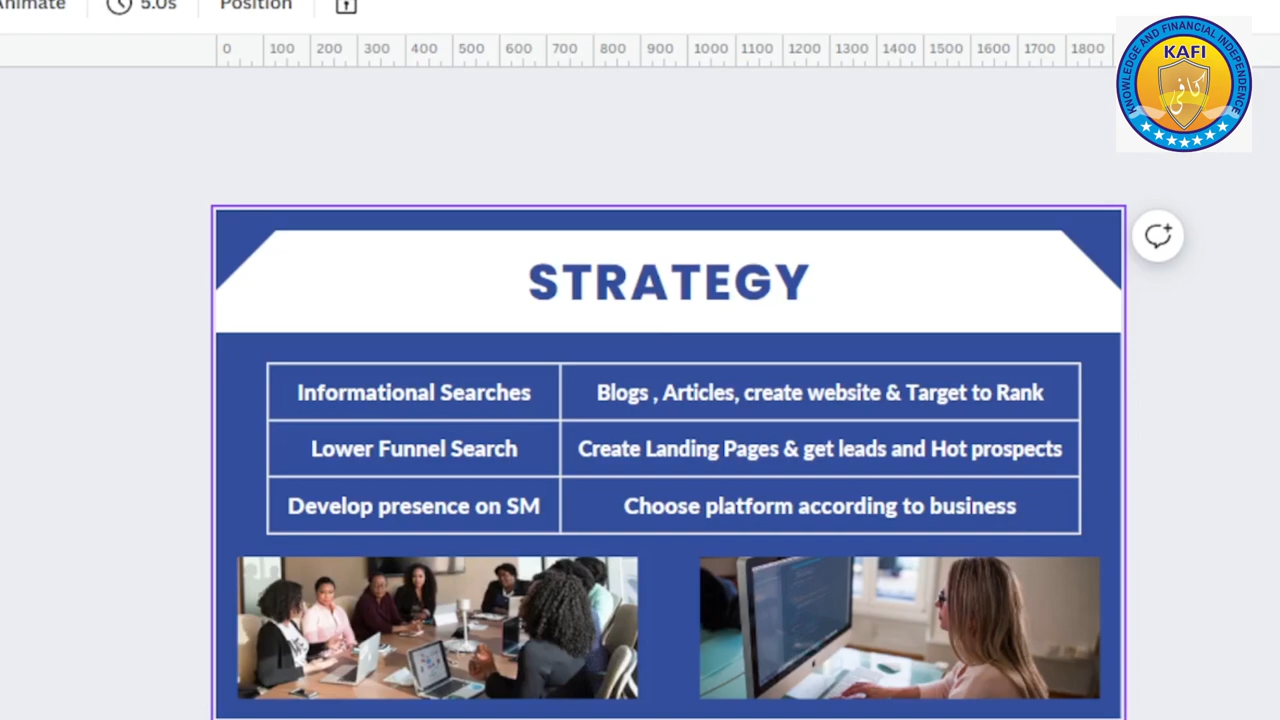 Animate 5.0s Position
0 100 200 300 400 500 600 700 800 900 1000 1100 1200 1300 1400 1500 1600 1700 1800
KNOWLEDGE AND FINANCIAL INDEPENDENCE
KAFI
کافی
STRATEGY
Informational Searches Blogs , Articles, create website & Target to Rank
Lower Funnel Search Create Landing Pages & get leads and Hot prospects
Develop presence on SM Choose platform according to business